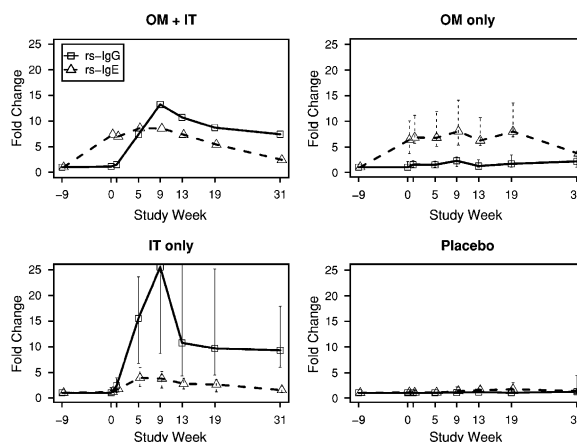 OM + IT
25
20
15
10
5
0
Fold Change
rs-IgG
rs-IgE
-9 0 5 9 13 19 31
Study Week
OM only
25
20
15
10
5
0
Fold Change
-9 0 5 9 13 19 3
Study Week
IT only
25
20
15
10
5
0
Fold Change
-9 0 5 9 13 19 31
Study Week
Placebo
25
20
15
10
5
0
Fold Change
-9 0 5 9 13 19 3
Study Week